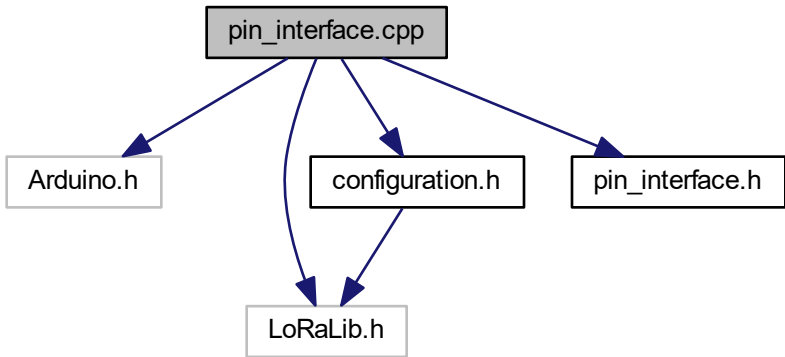 pin_interface.cpp
Arduino.h
configuration.h
pin_interface.h
LoRaLib.h